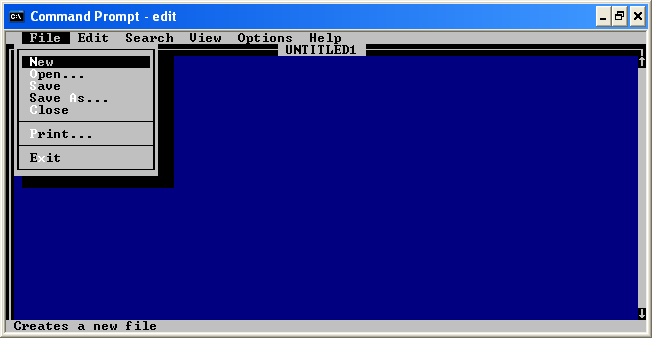 Command Prompt - edit
File Edit Search View Options Help
UNTITLED1
New
Open...
Save
Save As...
Close
Print...
Exit
Creates a new file